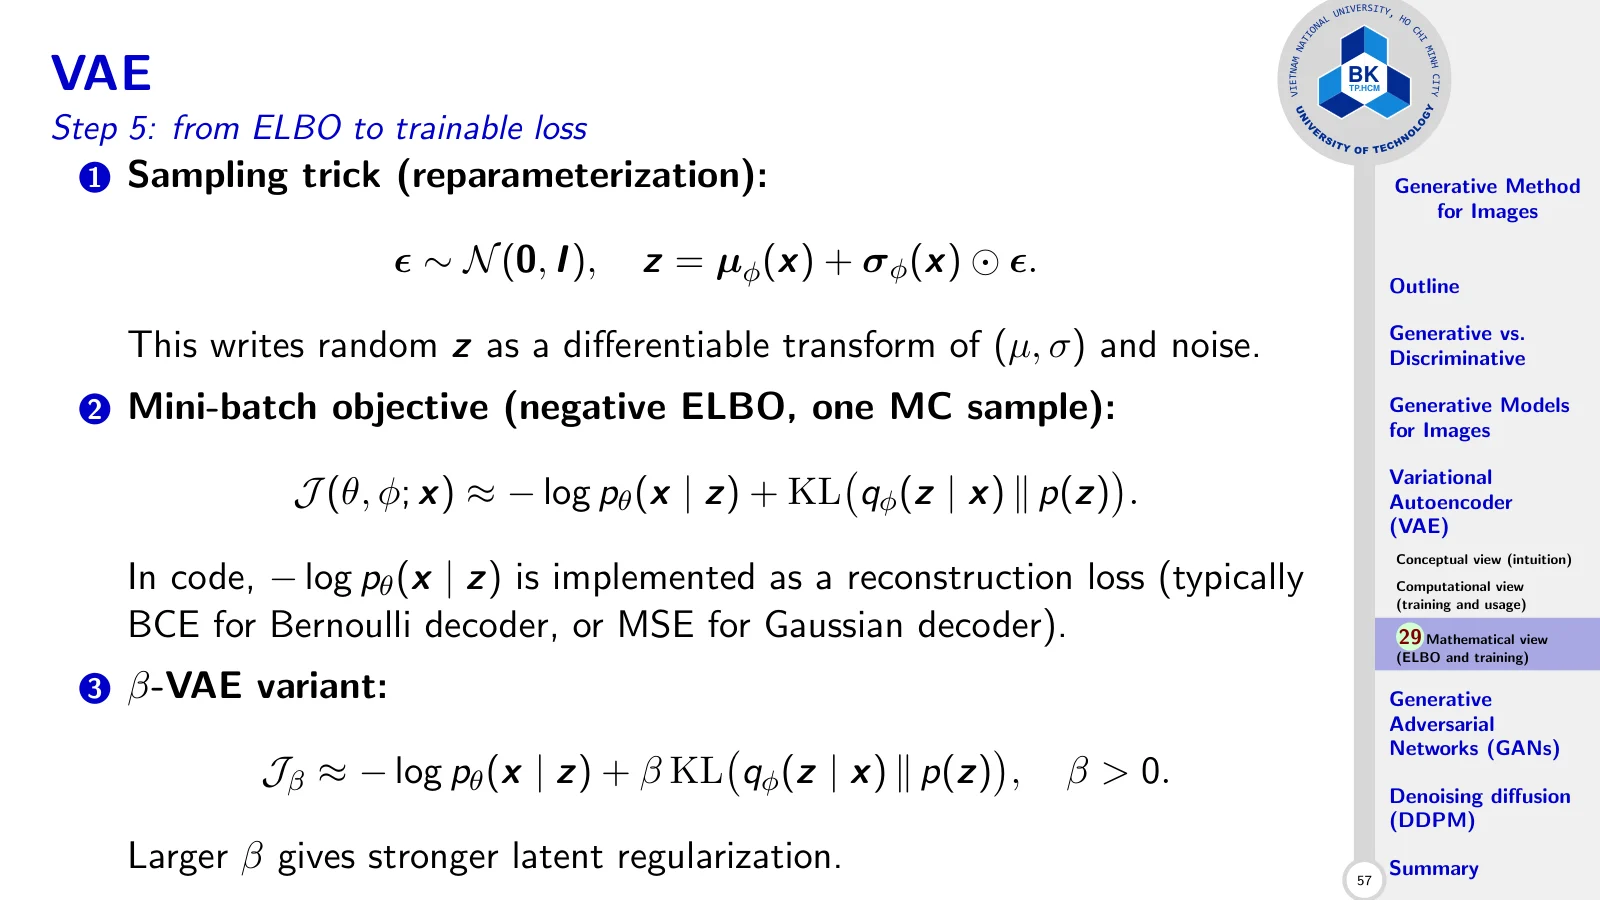 VAE
Step 5: from ELBO to trainable loss
1 Sampling trick (reparameterization):
ϵ ∼ 𝒩(0, I), z = μ_ϕ(x) + σ_ϕ(x) ⊙ ϵ.
This writes random z as a differentiable transform of (μ, σ) and noise.
2 Mini-batch objective (negative ELBO, one MC sample):
𝒥(θ, ϕ; x) ≈ − log p_θ(x | z) + KL(q_ϕ(z | x) ∥ p(z)).
In code, − log p_θ(x | z) is implemented as a reconstruction loss (typically
BCE for Bernoulli decoder, or MSE for Gaussian decoder).
3 β-VAE variant:
𝒥_β ≈ − log p_θ(x | z) + β KL(q_ϕ(z | x) ∥ p(z)), β > 0.
Larger β gives stronger latent regularization.
VIETNAM NATIONAL UNIVERSITY, HO CHI MINH CITY
BK
TP.HCM
UNIVERSITY OF TECHNOLOGY
Generative Method
for Images
Outline
Generative vs.
Discriminative
Generative Models
for Images
Variational
Autoencoder
(VAE)
Conceptual view (intuition)
Computational view
(training and usage)
29 Mathematical view
(ELBO and training)
Generative
Adversarial
Networks (GANs)
Denoising diffusion
(DDPM)
Summary
57